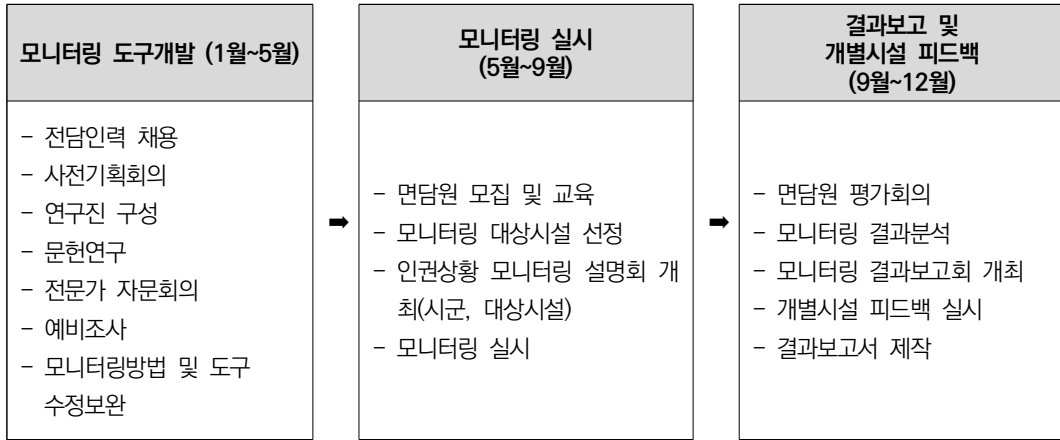 모니터링 도구개발 (1월~5월)
- 전담인력 채용
- 사전기획회의
- 연구진 구성
- 문헌연구
- 전문가 자문회의
- 예비조사
- 모니터링방법 및 도구
수정보완
➡
모니터링 실시
(5월~9월)
- 면담원 모집 및 교육
- 모니터링 대상시설 선정
- 인권상황 모니터링 설명회 개
최(시군, 대상시설)
- 모니터링 실시
➡
결과보고 및
개별시설 피드백
(9월~12월)
- 면담원 평가회의
- 모니터링 결과분석
- 모니터링 결과보고회 개최
- 개별시설 피드백 실시
- 결과보고서 제작